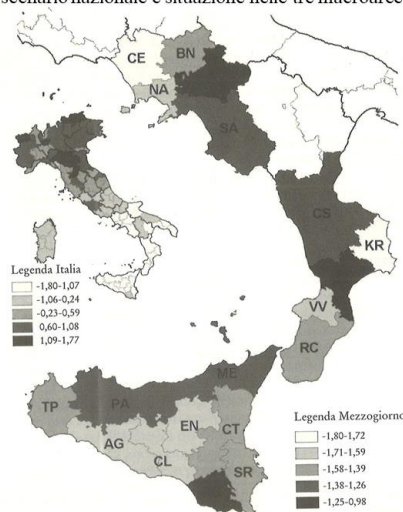 scenario nazionale e situazione nelle tre macroaree
CE
BN
NA
SA
CS
KR
VV
RC
ME
TP
PA
EN
CT
AG
CL
SR
Legenda Italia
-1,80-1,07
-1,06-0,24
-0,23-0,59
0,60-1,08
1,09-1,77
Legenda Mezzogiorno
-1,80-1,72
-1,71-1,59
-1,58-1,39
-1,38-1,26
-1,25-0,98